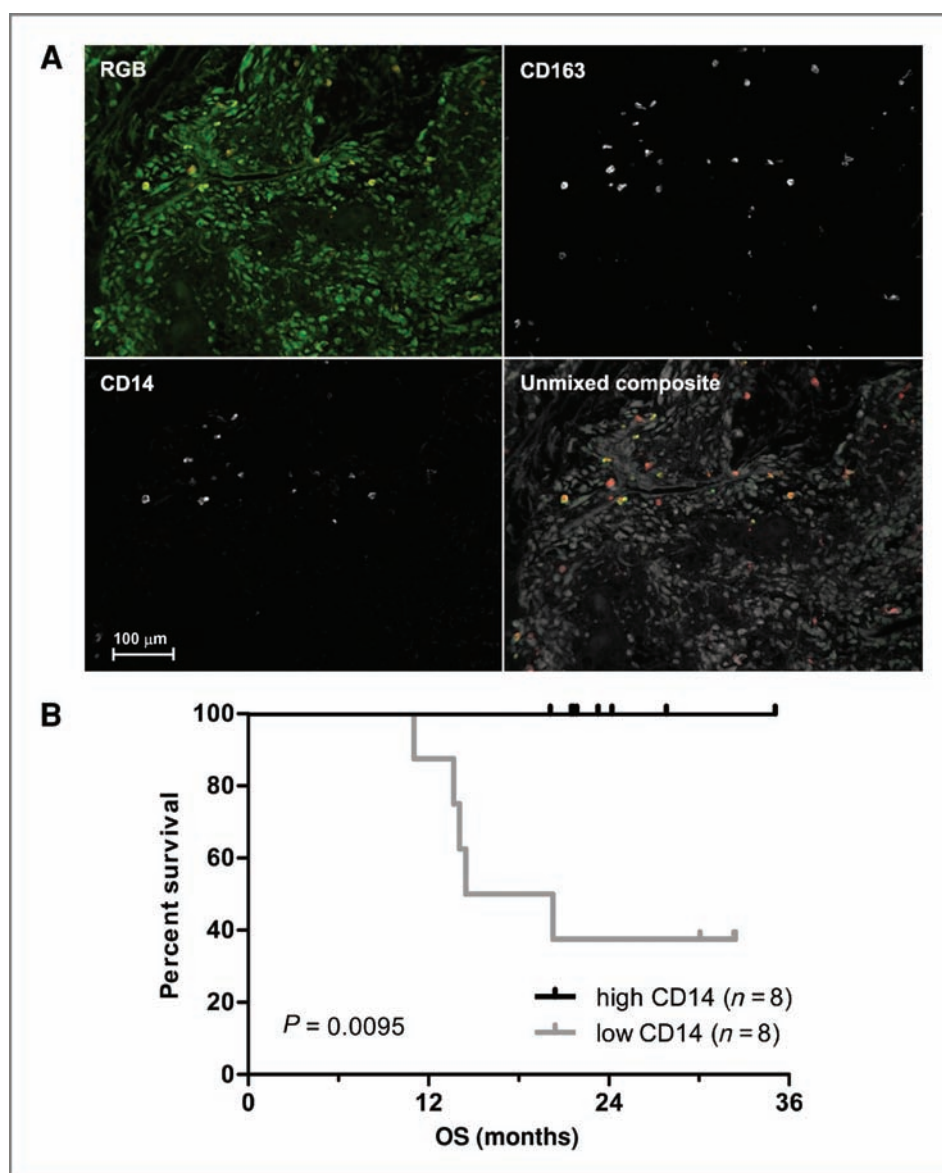 A
RGB
CD163
CD14
Unmixed composite
100 μm
B
100
80
60
40
20
0
Percent survival
high CD14 (n = 8)
low CD14 (n = 8)
P = 0.0095
0 12 24 36
OS (months)